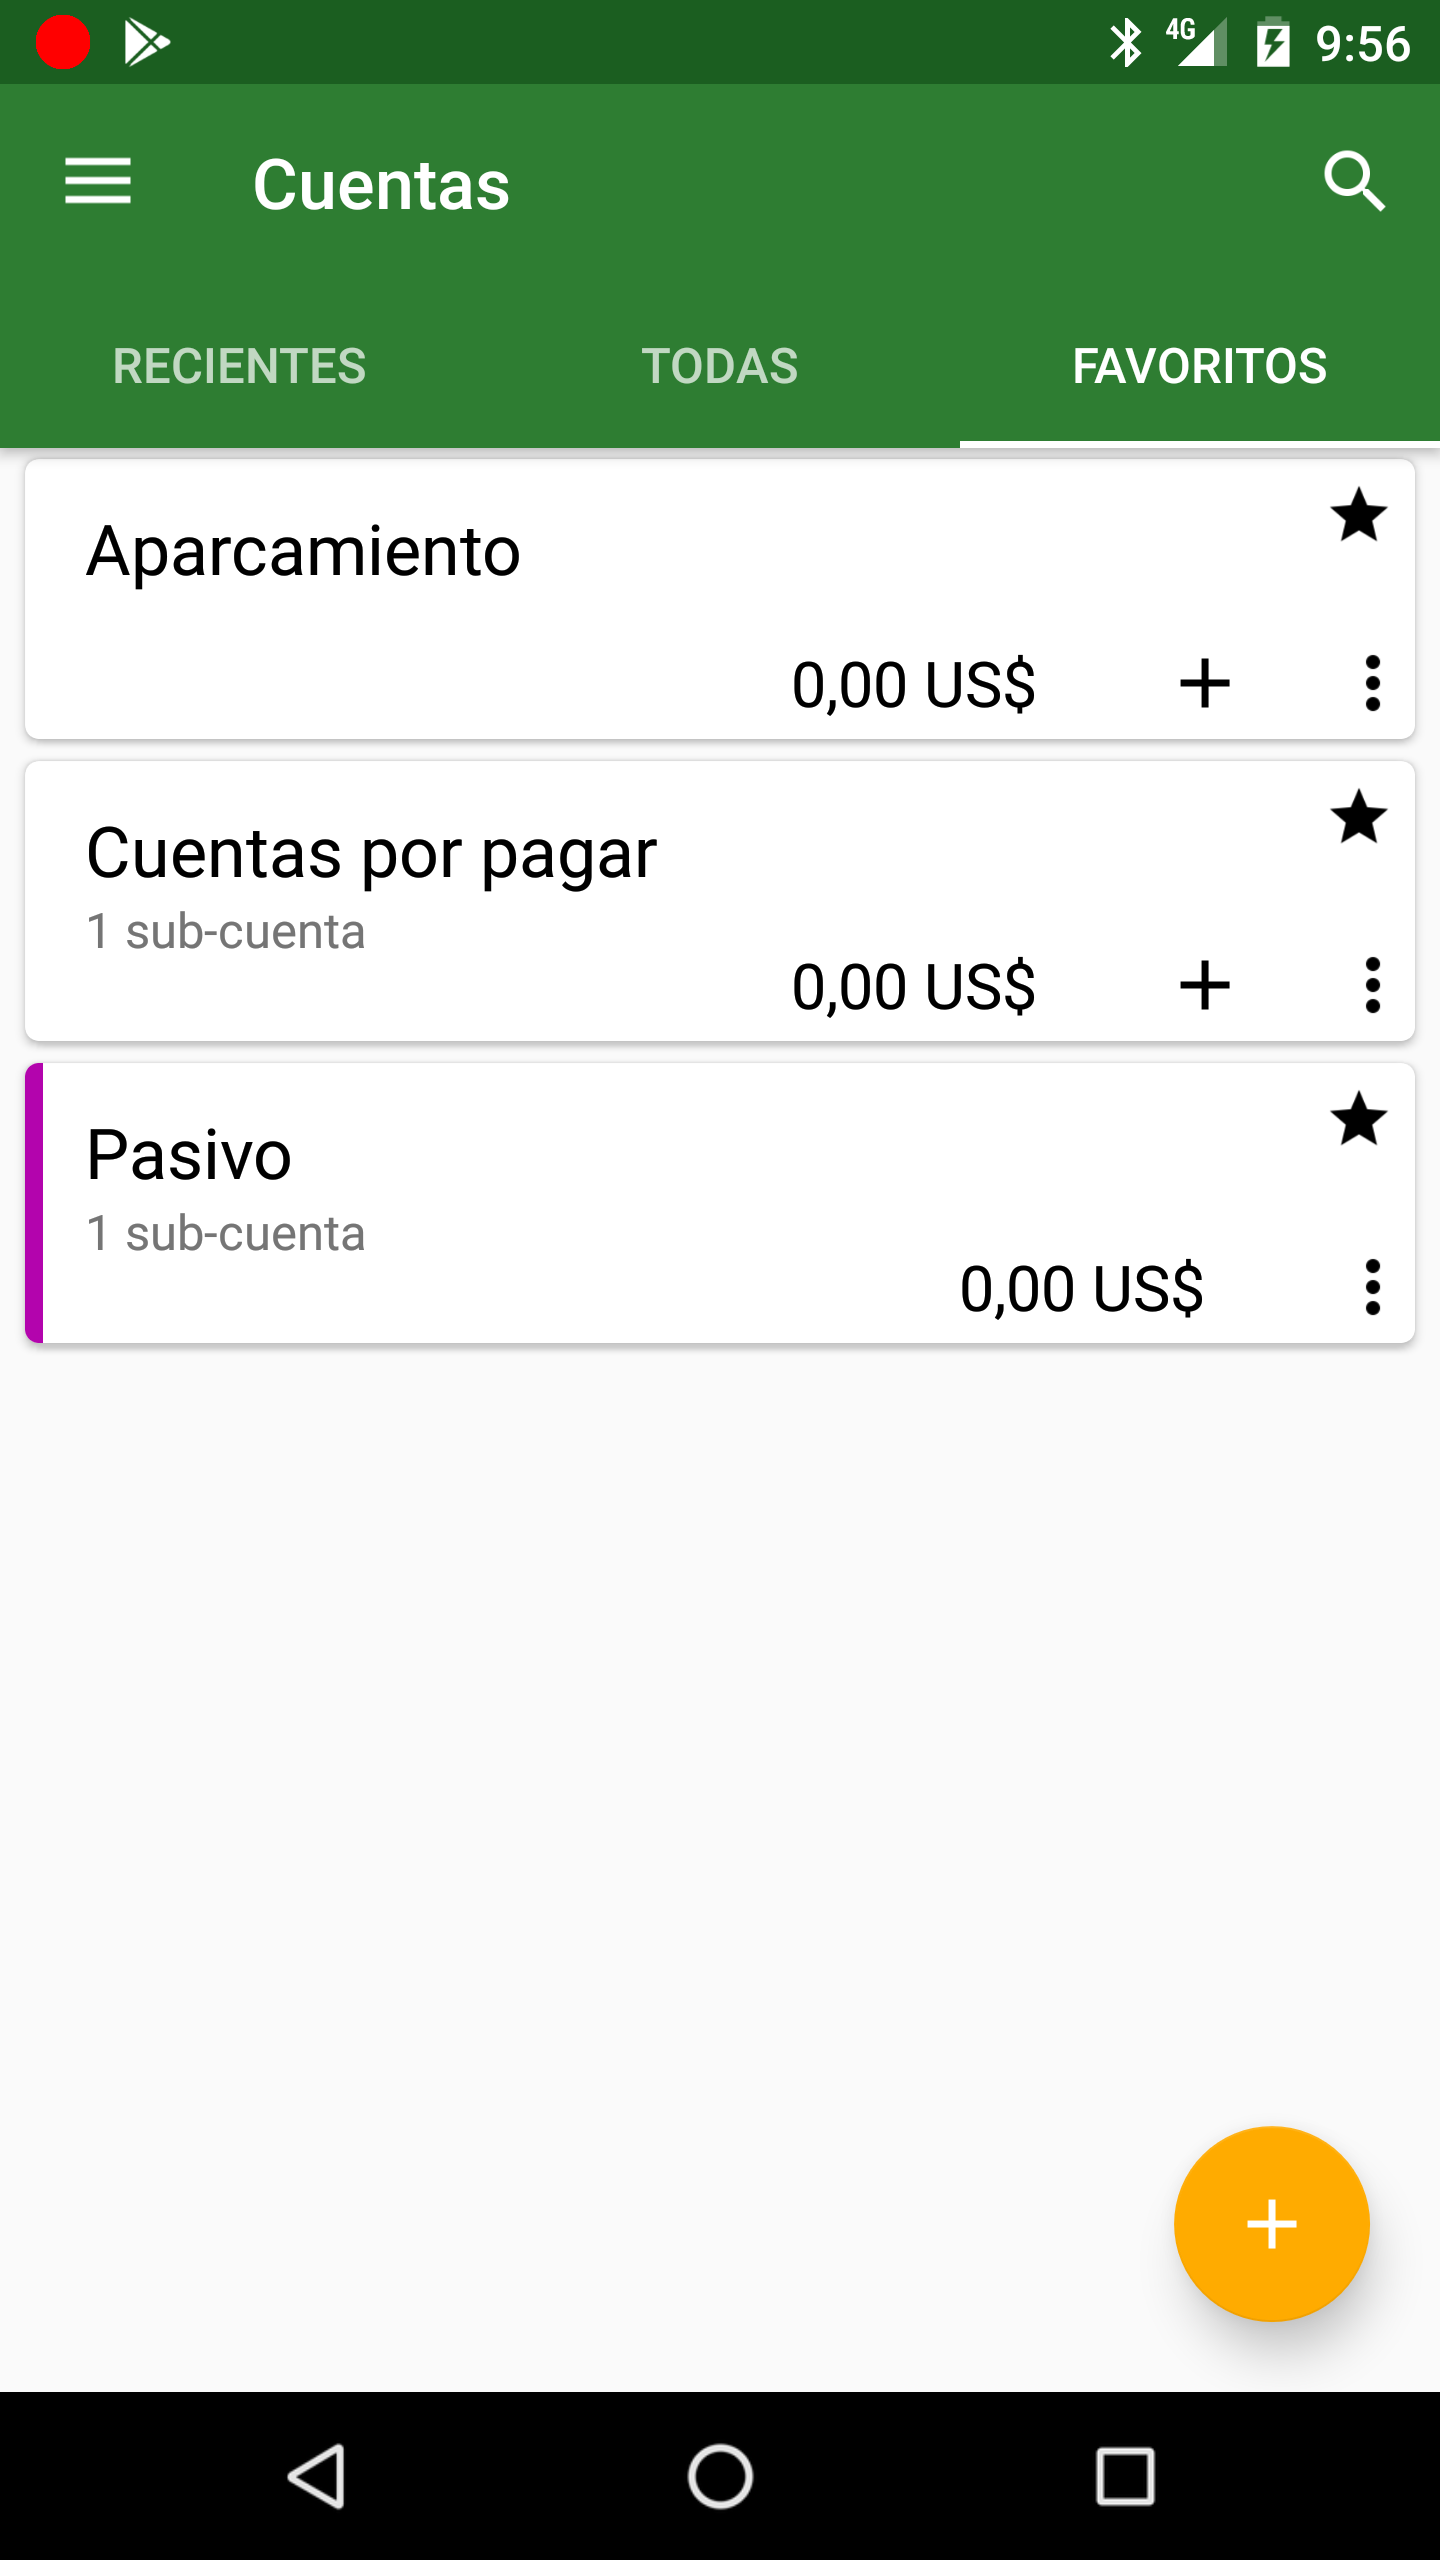 4G 9:56
Cuentas
RECIENTES TODAS FAVORITOS
Aparcamiento
0,00 US$
Cuentas por pagar
1 sub-cuenta
0,00 US$
Pasivo
1 sub-cuenta
0,00 US$